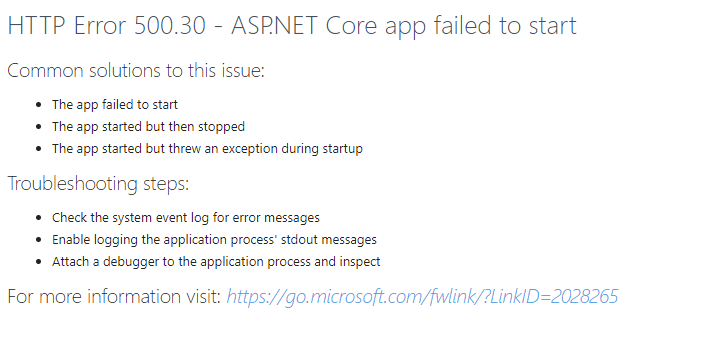 HTTP Error 500.30 - ASP.NET Core app failed to start
Common solutions to this issue:
• The app failed to start
• The app started but then stopped
• The app started but threw an exception during startup
Troubleshooting steps:
• Check the system event log for error messages
• Enable logging the application process' stdout messages
• Attach a debugger to the application process and inspect
For more information visit: https://go.microsoft.com/fwlink/?LinkID=2028265